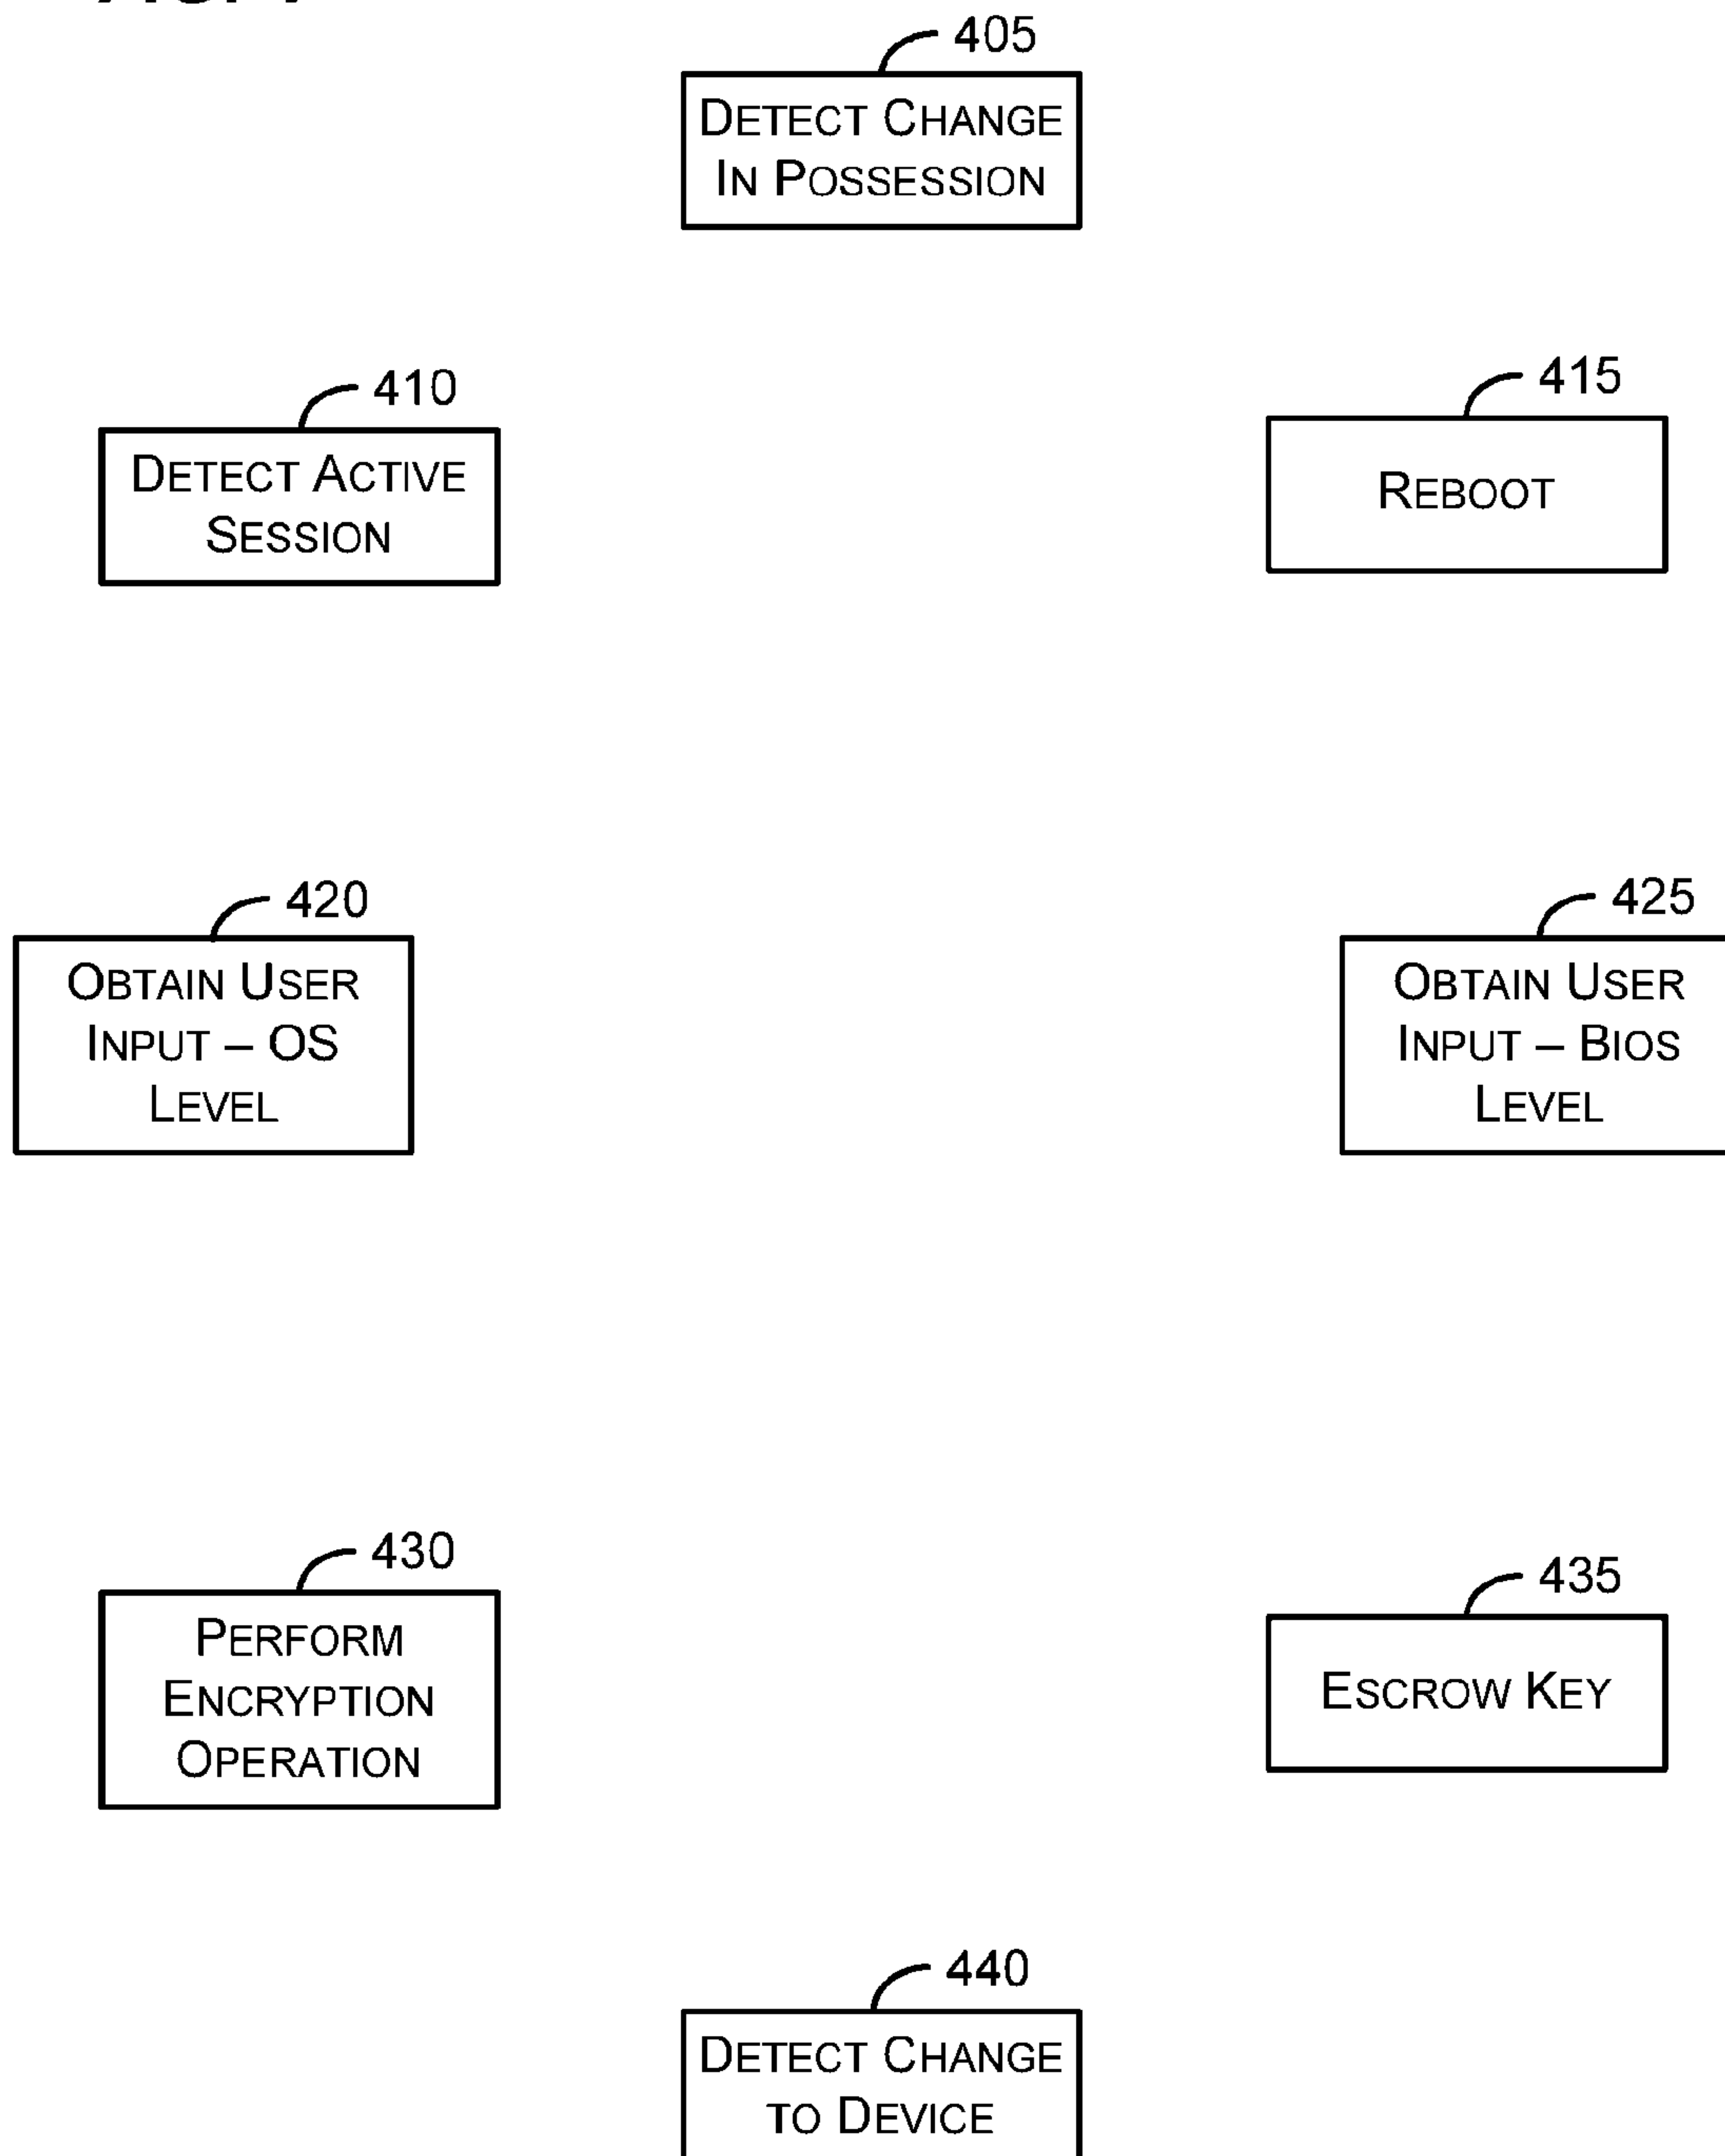 405
DETECT CHANGE
IN POSSESSION
410
DETECT ACTIVE
SESSION
415
REBOOT
420
OBTAIN USER
INPUT – OS
LEVEL
425
OBTAIN USER
INPUT – BIOS
LEVEL
430
PERFORM
ENCRYPTION
OPERATION
435
ESCROW KEY
440
DETECT CHANGE
TO DEVICE